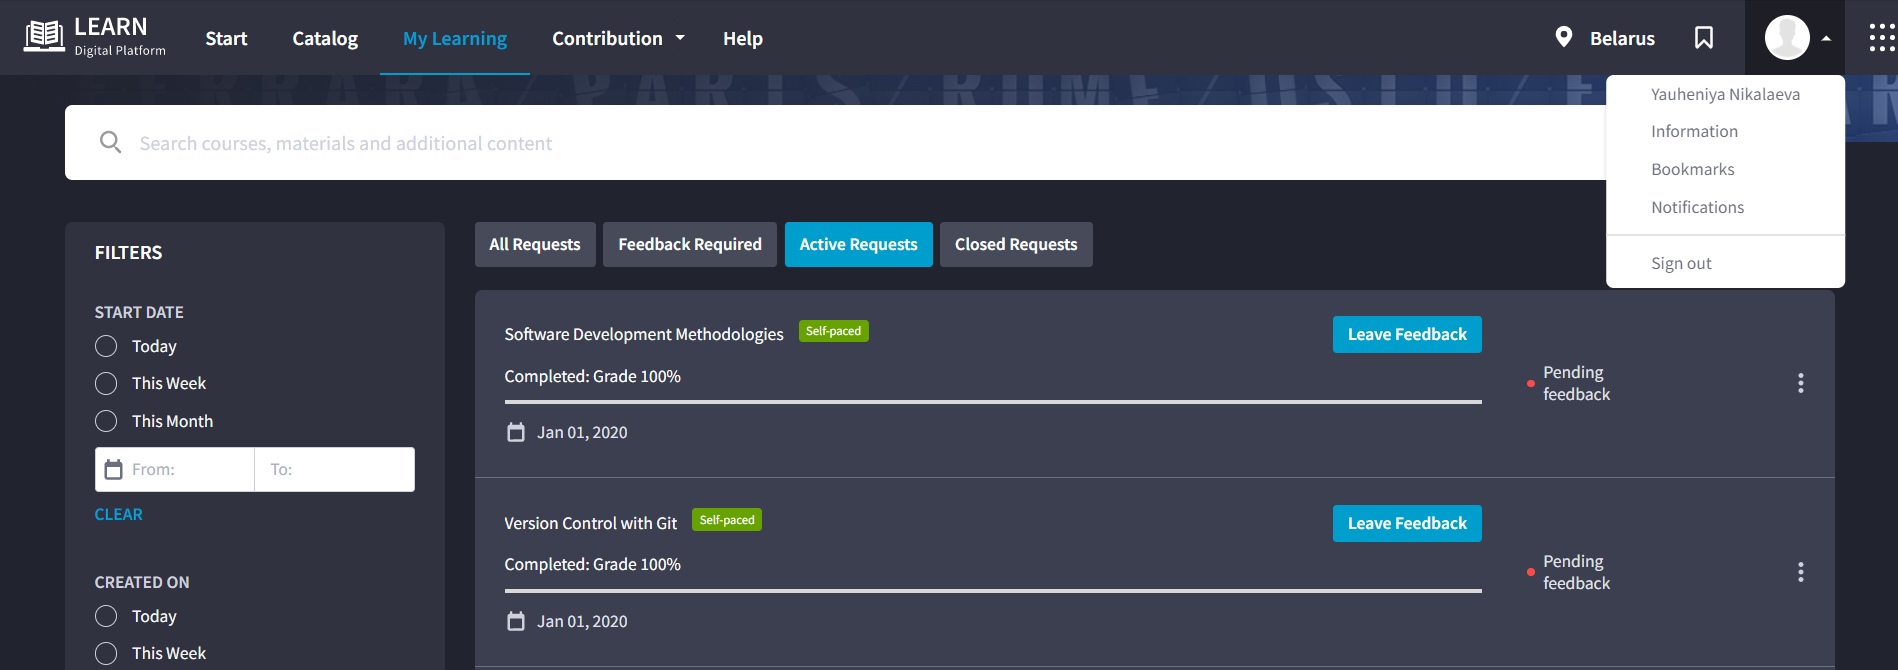 LEARN
Digital Platform
Start
Catalog
My Learning
Contribution
Help
Belarus
Yauheniya Nikalaeva
Information
Bookmarks
Notifications
Sign out
Search courses, materials and additional content
FILTERS
START DATE
Today
This Week
This Month
From:
To:
CLEAR
CREATED ON
Today
This Week
All Requests
Feedback Required
Active Requests
Closed Requests
Software Development Methodologies
Self-paced
Leave Feedback
Completed: Grade 100%
Pending
feedback
Jan 01, 2020
Version Control with Git
Self-paced
Leave Feedback
Completed: Grade 100%
Pending
feedback
Jan 01, 2020